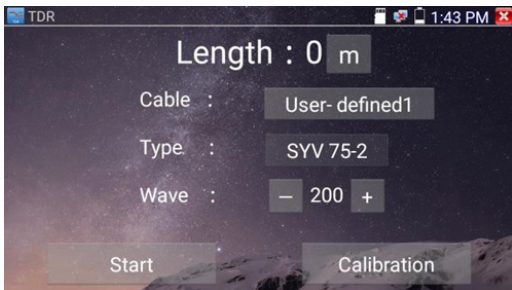 TDR 1:43 PM
Length : 0 m
Cable : User- defined1
Type : SYV 75-2
Wave : — 200 +
Start Calibration